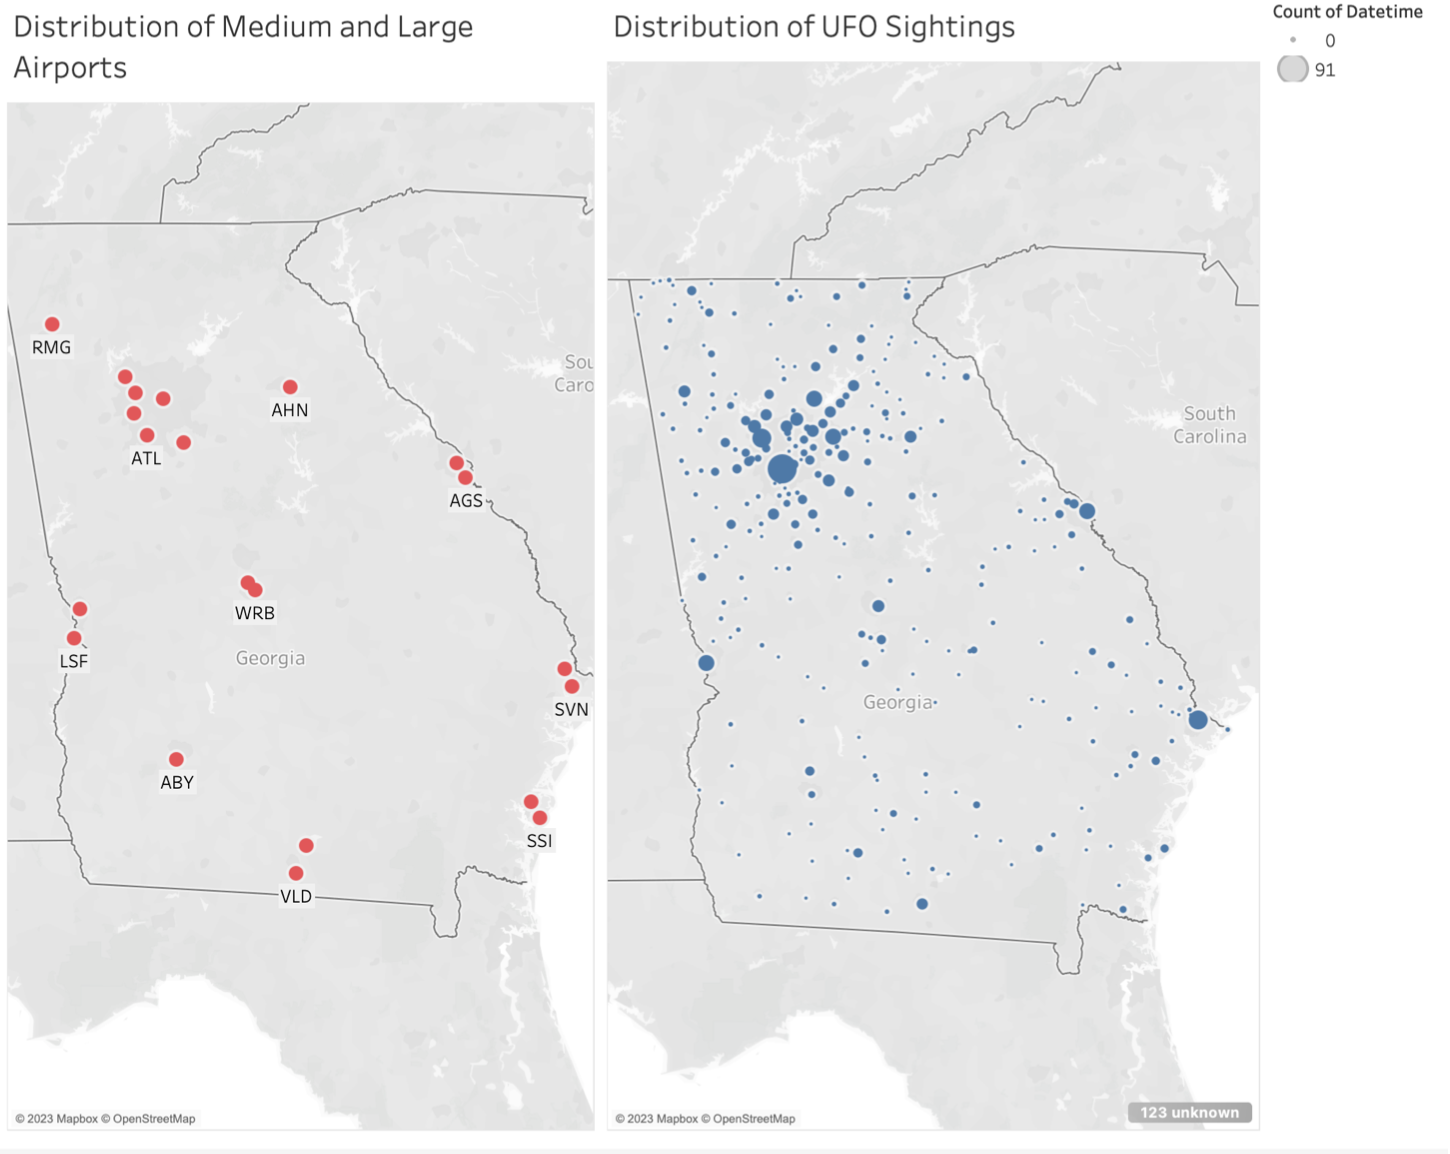 Distribution of Medium and Large
Airports
Distribution of UFO Sightings
Count of Datetime
0
91
RMG
AHN
ATL
AGS
WRB
LSF
Georgia
SVN
ABY
SSI
VLD
Sou
Caro
© 2023 Mapbox © OpenStreetMap
South
Carolina
Georgia
© 2023 Mapbox © OpenStreetMap
123 unknown